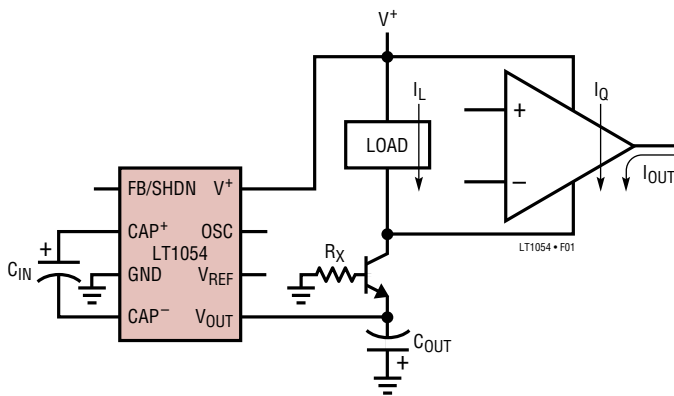 V+
IL
IQ
+
LOAD
−
IOUT
LT1054 • F01
FB/SHDN V+
CAP+ OSC
LT1054
+
CIN
GND VREF
CAP− VOUT
RX
COUT
+